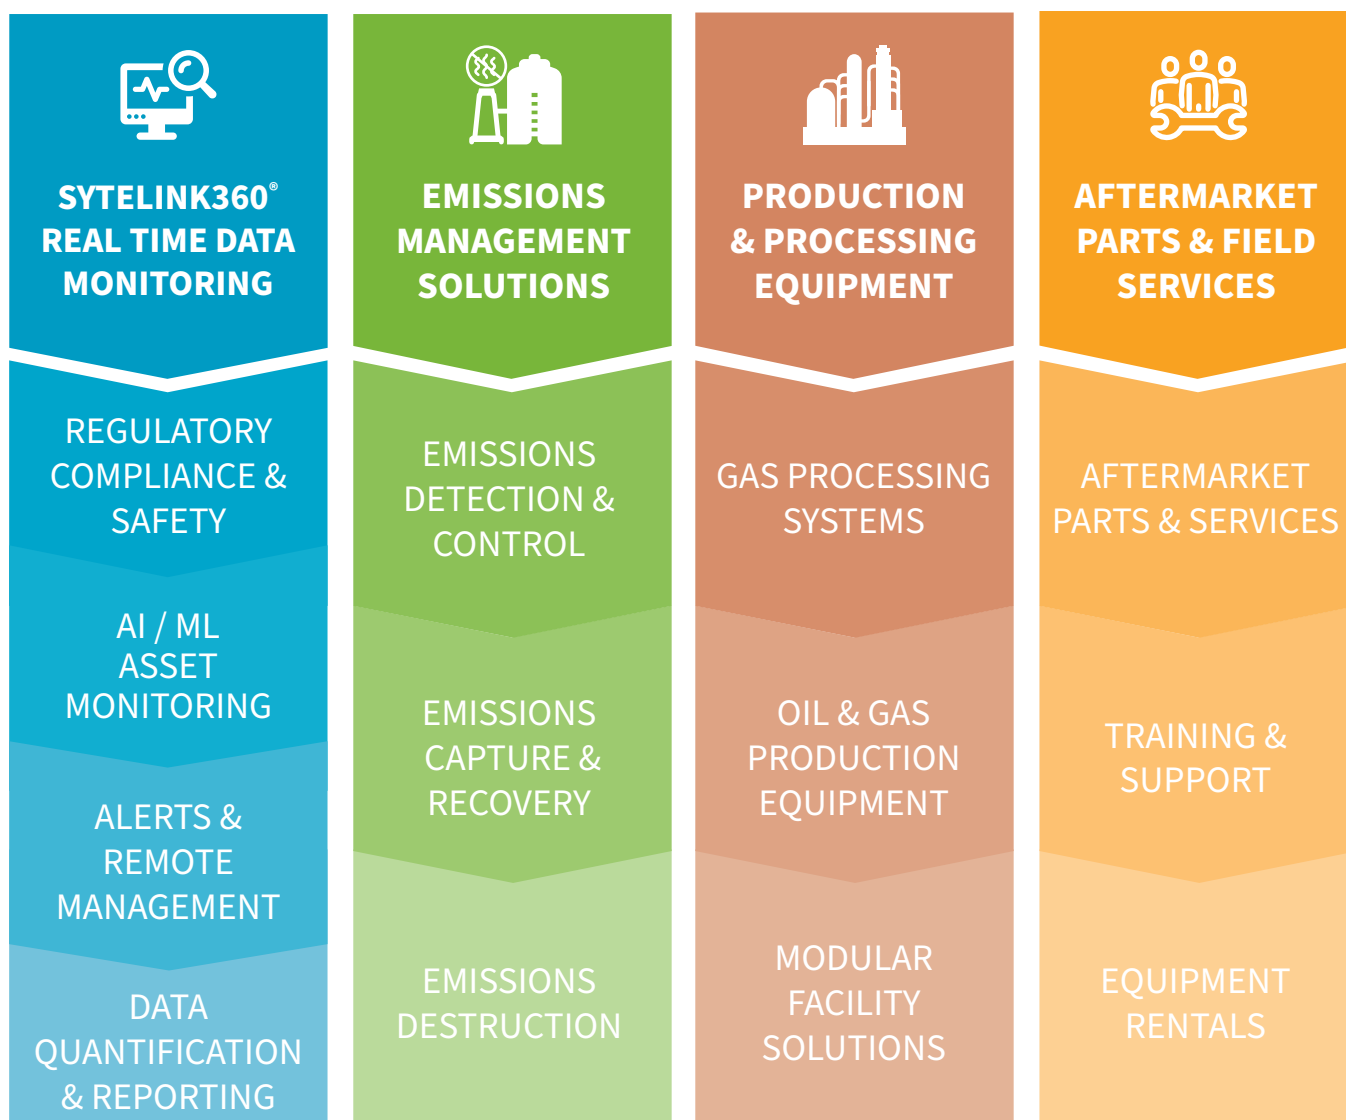 SYTELINK360®
REAL TIME DATA
MONITORING
REGULATORY
COMPLIANCE &
SAFETY
AI / ML
ASSET
MONITORING
ALERTS &
REMOTE
MANAGEMENT
DATA
QUANTIFICATION
& REPORTING
EMISSIONS
MANAGEMENT
SOLUTIONS
EMISSIONS
DETECTION &
CONTROL
EMISSIONS
CAPTURE &
RECOVERY
EMISSIONS
DESTRUCTION
PRODUCTION
& PROCESSING
EQUIPMENT
GAS PROCESSING
SYSTEMS
OIL & GAS
PRODUCTION
EQUIPMENT
MODULAR
FACILITY
SOLUTIONS
AFTERMARKET
PARTS & FIELD
SERVICES
AFTERMARKET
PARTS & SERVICES
TRAINING &
SUPPORT
EQUIPMENT
RENTALS